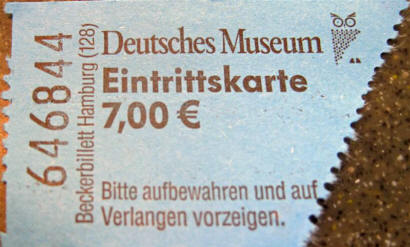 646844
Beckerbillett Hamburg (128)
Deutsches Museum
Eintrittskarte
7,00 €
Bitte aufbewahren und auf
Verlangen vorzeigen.